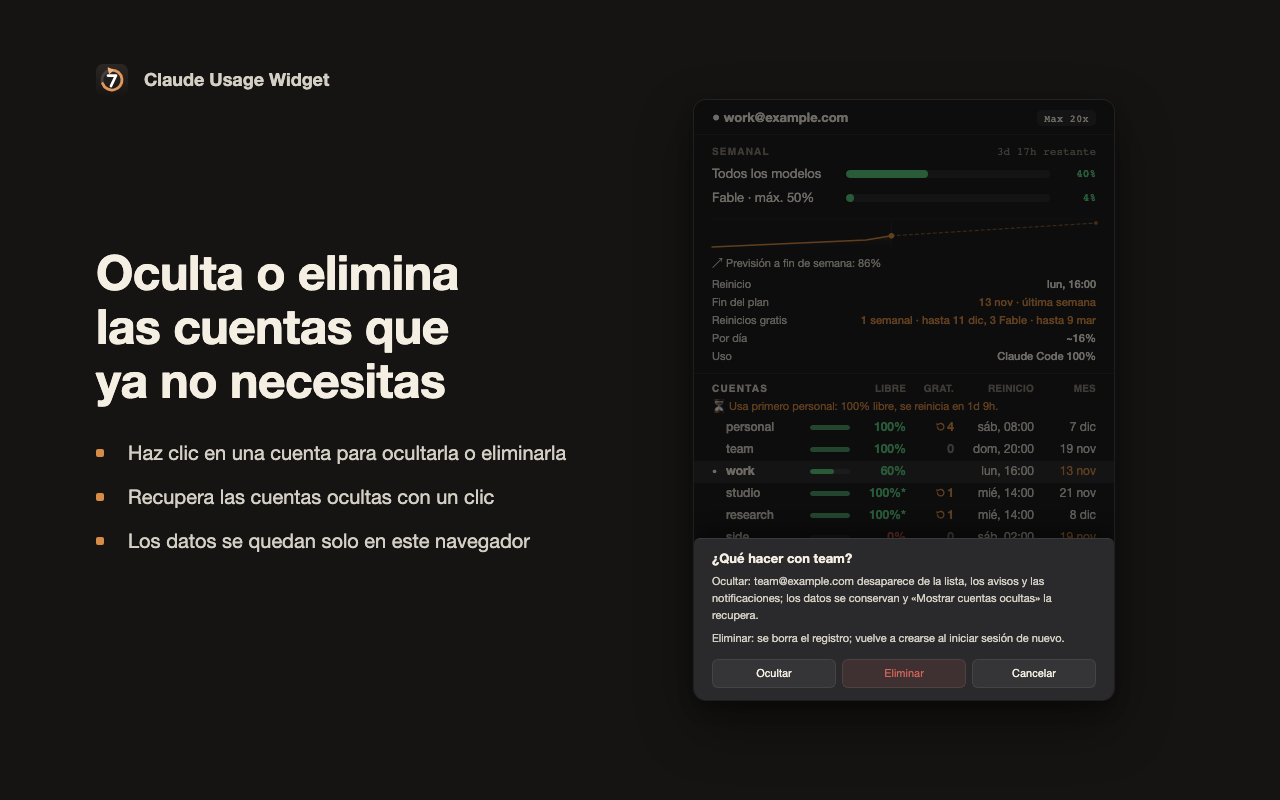 7
Claude Usage Widget
Oculta o elimina
las cuentas que
ya no necesitas
Haz clic en una cuenta para ocultarla o eliminarla
Recupera las cuentas ocultas con un clic
Los datos se quedan solo en este navegador
work@example.com Max 20x
SEMANAL 3d 17h restante
Todos los modelos 40%
Fable · máx. 50% 4%
Previsión a fin de semana: 86%
Reinicio lun, 16:00
Fin del plan 13 nov · última semana
Reinicios gratis 1 semanal · hasta 11 dic, 3 Fable · hasta 9 mar
Por día ~16%
Uso Claude Code 100%
CUENTAS LIBRE GRAT. REINICIO MES
Usa primero personal: 100% libre, se reinicia en 1d 9h.
personal 100% 4 sáb, 08:00 7 dic
team 100% 0 dom, 20:00 19 nov
• work 60% lun, 16:00 13 nov
studio 100%* 1 mié, 14:00 21 nov
research 100%* 1 mié, 14:00 8 dic
side 0% 0 sáb, 02:00 19 nov
¿Qué hacer con team?
Ocultar: team@example.com desaparece de la lista, los avisos y las
notificaciones; los datos se conservan y «Mostrar cuentas ocultas» la
recupera.
Eliminar: se borra el registro; vuelve a crearse al iniciar sesión de nuevo.
Ocultar Eliminar Cancelar